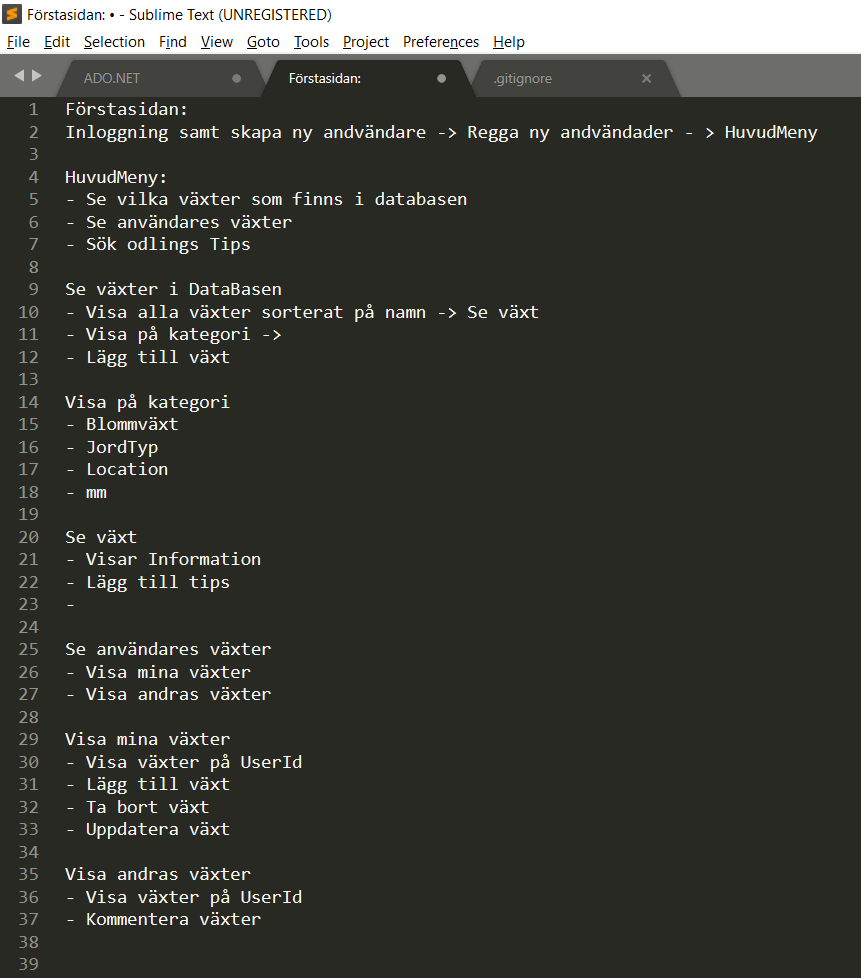 Förstasidan: • - Sublime Text (UNREGISTERED)
File Edit Selection Find View Goto Tools Project Preferences Help
ADO.NET Förstasidan: .gitignore
1 Förstasidan:
2 Inloggning samt skapa ny andvändare -> Regga ny andvändader - > HuvudMeny
3
4 HuvudMeny:
5 - Se vilka växter som finns i databasen
6 - Se användares växter
7 - Sök odlings Tips
8
9 Se växter i DataBasen
10 - Visa alla växter sorterat på namn -> Se växt
11 - Visa på kategori ->
12 - Lägg till växt
13
14 Visa på kategori
15 - Blommväxt
16 - JordTyp
17 - Location
18 - mm
19
20 Se växt
21 - Visar Information
22 - Lägg till tips
23 -
24
25 Se användares växter
26 - Visa mina växter
27 - Visa andras växter
28
29 Visa mina växter
30 - Visa växter på UserId
31 - Lägg till växt
32 - Ta bort växt
33 - Uppdatera växt
34
35 Visa andras växter
36 - Visa växter på UserId
37 - Kommentera växter
38
39